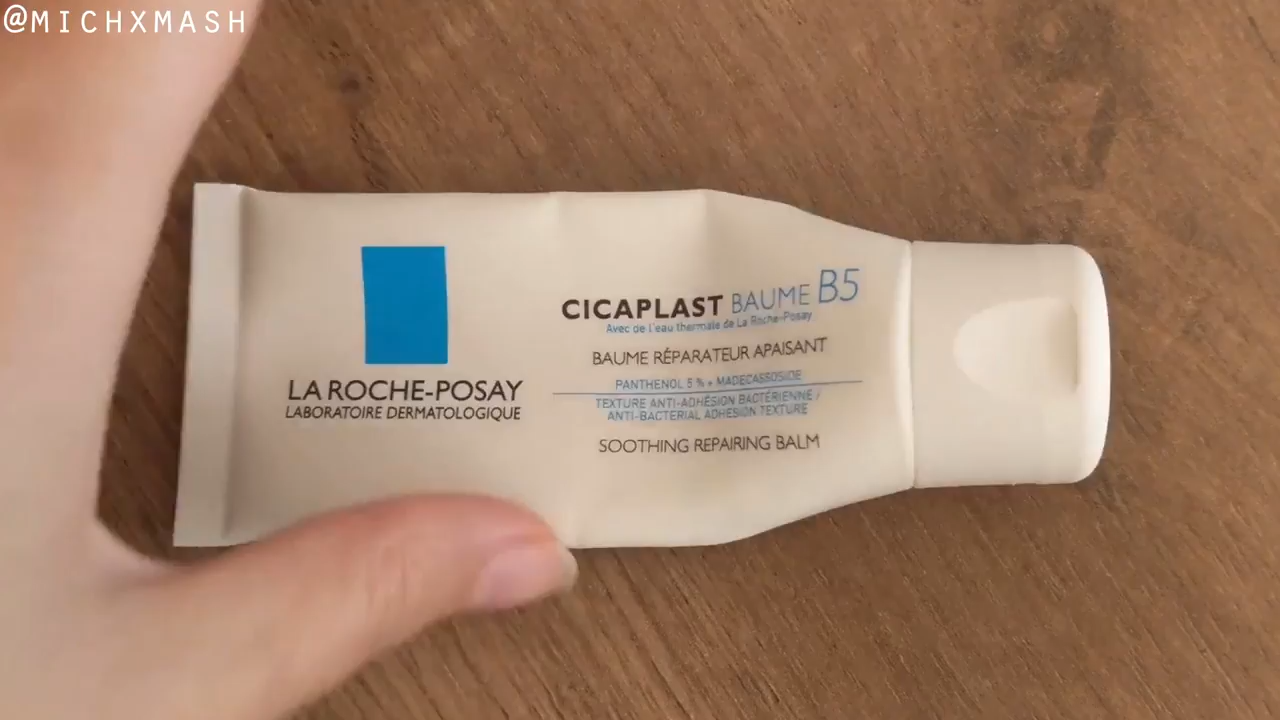 @MICHXMASH
LA ROCHE-POSAY
LABORATOIRE DERMATOLOGIQUE
CICAPLAST BAUME B5
Avec de l'eau thermale de La Roche-Posay
BAUME RÉPARATEUR APAISANT
PANTHENOL 5 % + MADECASSOSIDE
TEXTURE ANTI-ADHÉSION BACTÉRIENNE /
ANTI-BACTERIAL ADHESION TEXTURE
SOOTHING REPAIRING BALM